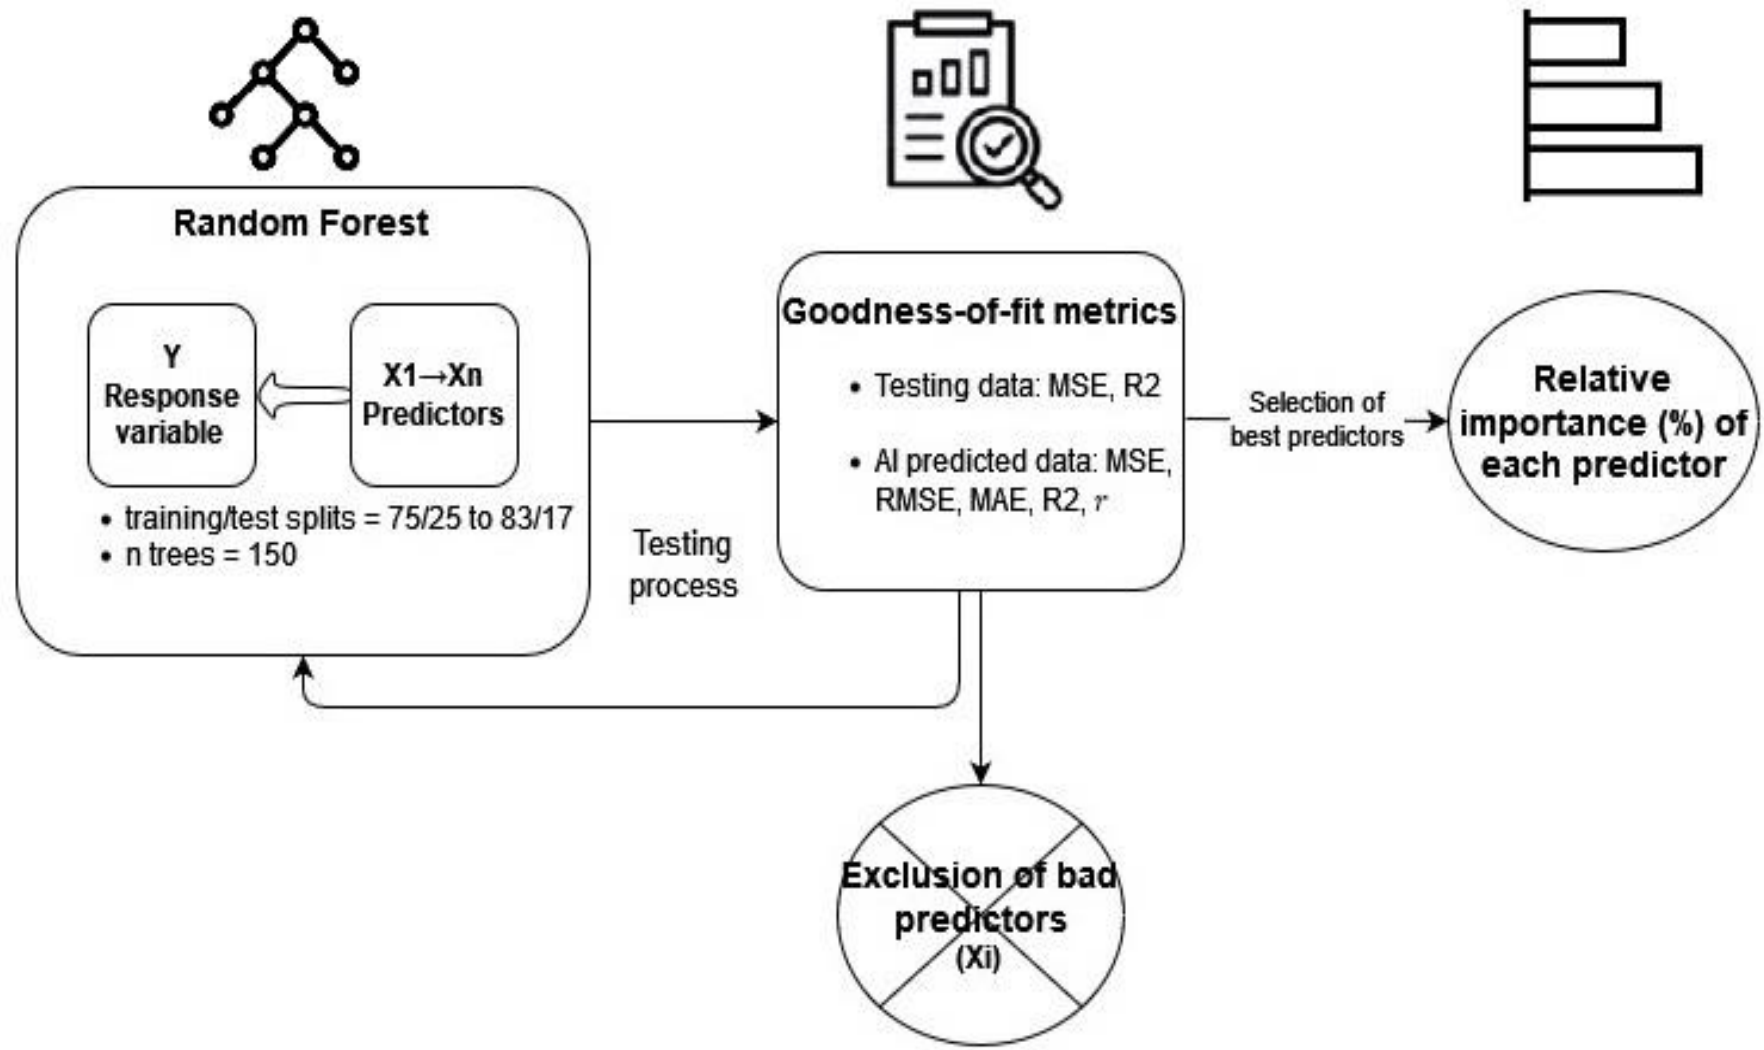 Random Forest
Y
Response
variable
X1→Xn
Predictors
• training/test splits = 75/25 to 83/17
• n trees = 150
Testing
process
Goodness-of-fit metrics
• Testing data: MSE, R2
• AI predicted data: MSE,
RMSE, MAE, R2, r
Selection of
best predictors
Relative
importance (%) of
each predictor
Exclusion of bad
predictors
(Xi)